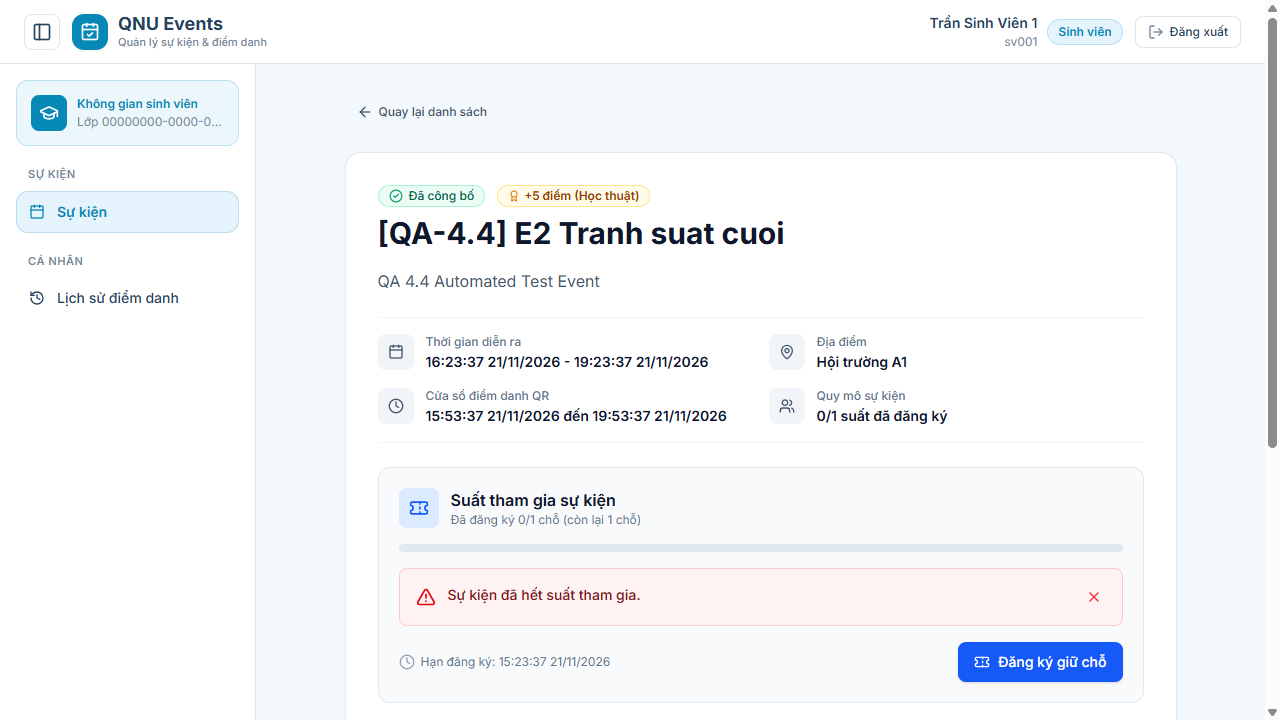 QNU Events
Quản lý sự kiện & điểm danh
Trần Sinh Viên 1
sv001
Sinh viên
Đăng xuất
Không gian sinh viên
Lớp 00000000-0000-0...
SỰ KIỆN
Sự kiện
CÁ NHÂN
Lịch sử điểm danh
Quay lại danh sách
Đã công bố
+5 điểm (Học thuật)
[QA-4.4] E2 Tranh suat cuoi
QA 4.4 Automated Test Event
Thời gian diễn ra
16:23:37 21/11/2026 - 19:23:37 21/11/2026
Địa điểm
Hội trường A1
Cửa sổ điểm danh QR
15:53:37 21/11/2026 đến 19:53:37 21/11/2026
Quy mô sự kiện
0/1 suất đã đăng ký
Suất tham gia sự kiện
Đã đăng ký 0/1 chỗ (còn lại 1 chỗ)
Sự kiện đã hết suất tham gia.
Hạn đăng ký: 15:23:37 21/11/2026
Đăng ký giữ chỗ